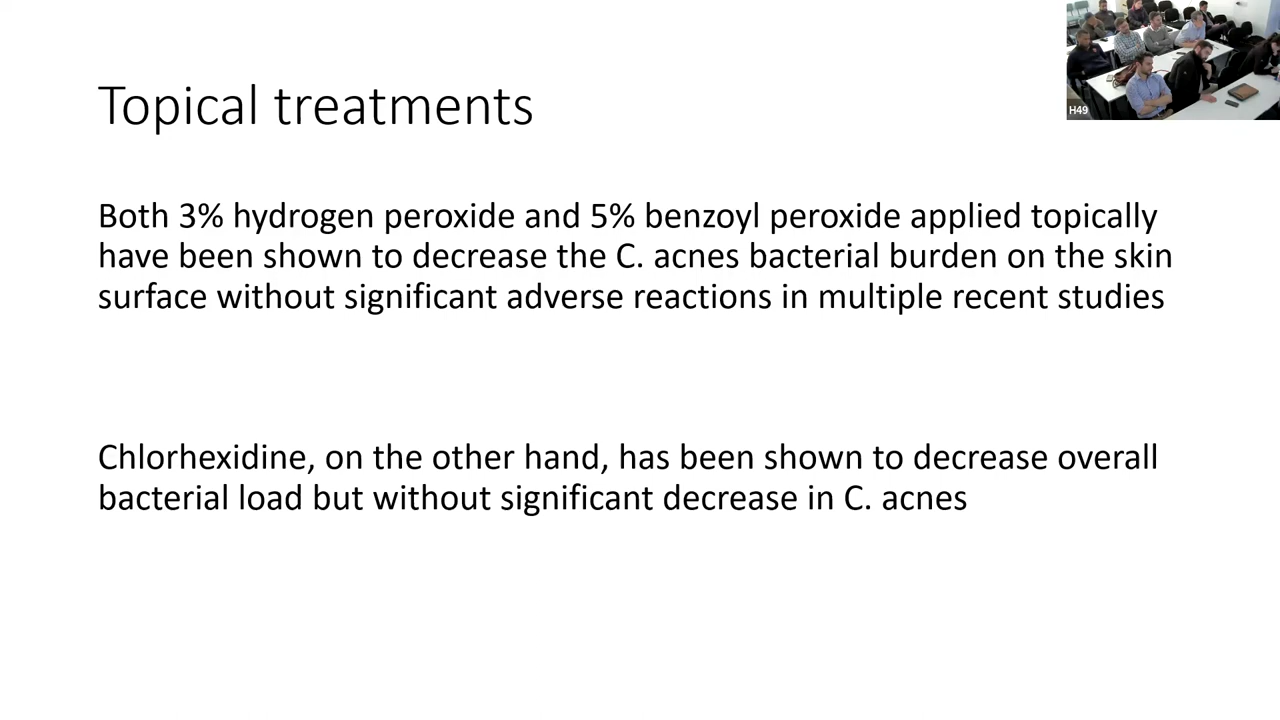 H49
Topical treatments
Both 3% hydrogen peroxide and 5% benzoyl peroxide applied topically
have been shown to decrease the C. acnes bacterial burden on the skin
surface without significant adverse reactions in multiple recent studies
Chlorhexidine, on the other hand, has been shown to decrease overall
bacterial load but without significant decrease in C. acnes